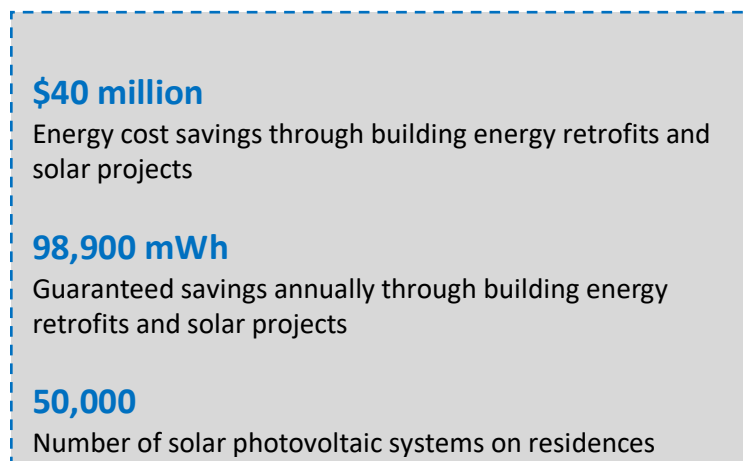 $40 million
Energy cost savings through building energy retrofits and
solar projects
98,900 mWh
Guaranteed savings annually through building energy
retrofits and solar projects
50,000
Number of solar photovoltaic systems on residences